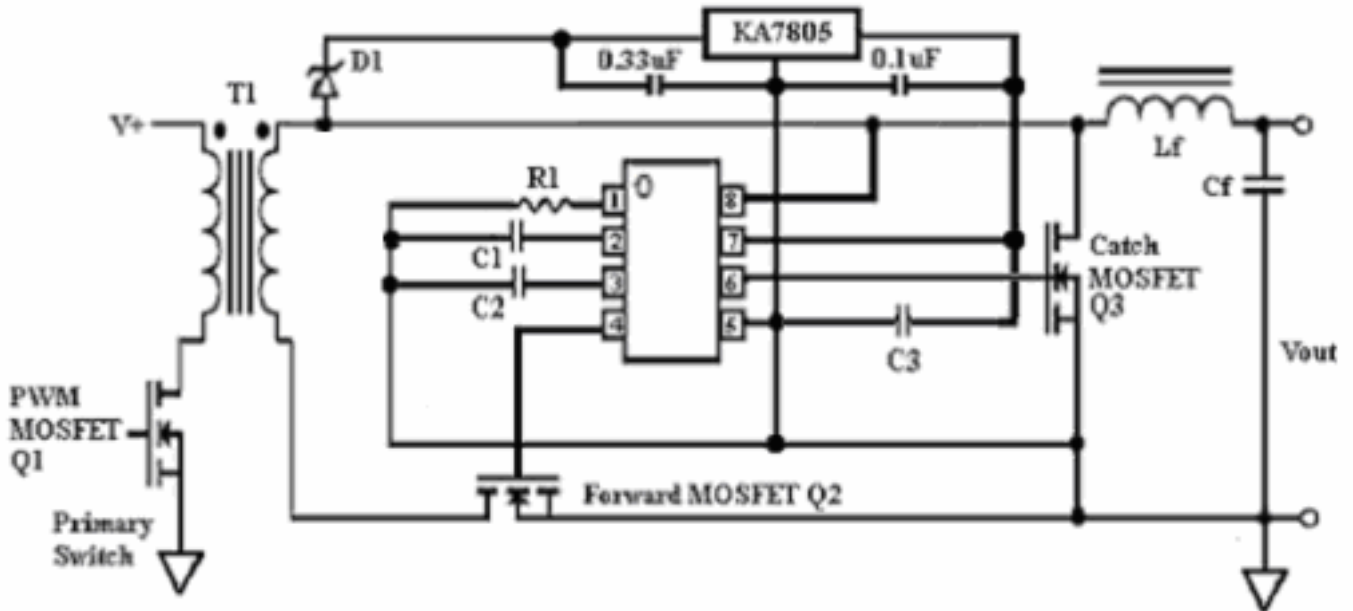 KA7805
D1
0.33uF
0.1uF
T1
V+
Lf
R1
1
8
Cf
2
7
C1
Catch
MOSFET
Q3
3
6
C2
4
5
C3
Vout
PWM
MOSFET
Q1
Forward MOSFET Q2
Primary
Switch